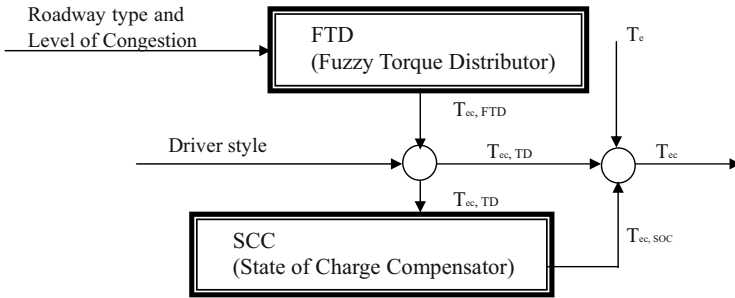 Roadway type and
Level of Congestion
FTD
(Fuzzy Torque Distributor)
Te
Tec, FTD
Driver style
Tec, TD
Tec
Tec, TD
SCC
(State of Charge Compensator)
Tec, SOC